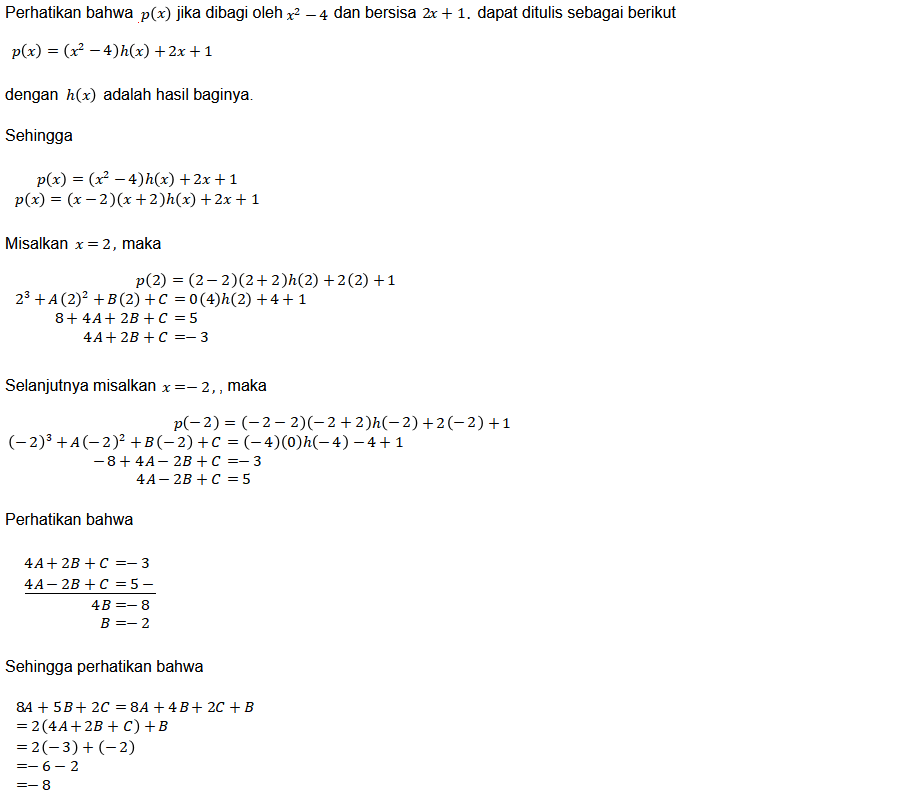 Perhatikan bahwa p(x) jika dibagi oleh x² − 4 dan bersisa 2x + 1. dapat ditulis sebagai berikut
p(x) = (x² − 4)h(x) + 2x + 1
dengan h(x) adalah hasil baginya.
Sehingga
p(x) = (x² − 4)h(x) + 2x + 1
p(x) = (x − 2)(x + 2)h(x) + 2x + 1
Misalkan x = 2, maka
p(2) = (2 − 2)(2 + 2)h(2) + 2(2) + 1
2³ + A(2)² + B(2) + C = 0(4)h(2) + 4 + 1
8 + 4A + 2B + C = 5
4A + 2B + C =− 3
Selanjutnya misalkan x =− 2, , maka
p(− 2) = (− 2 − 2)(− 2 + 2)h(− 2) + 2(− 2) + 1
(− 2)³ + A(− 2)² + B(− 2) + C = (− 4)(0)h(− 4) − 4 + 1
− 8 + 4A − 2B + C =− 3
4A − 2B + C = 5
Perhatikan bahwa
4A + 2B + C =− 3
4A − 2B + C = 5 −
4B =− 8
B =− 2
Sehingga perhatikan bahwa
8A + 5B + 2C = 8A + 4B + 2C + B
= 2(4A + 2B + C) + B
= 2(− 3) + (− 2)
=− 6 − 2
=− 8